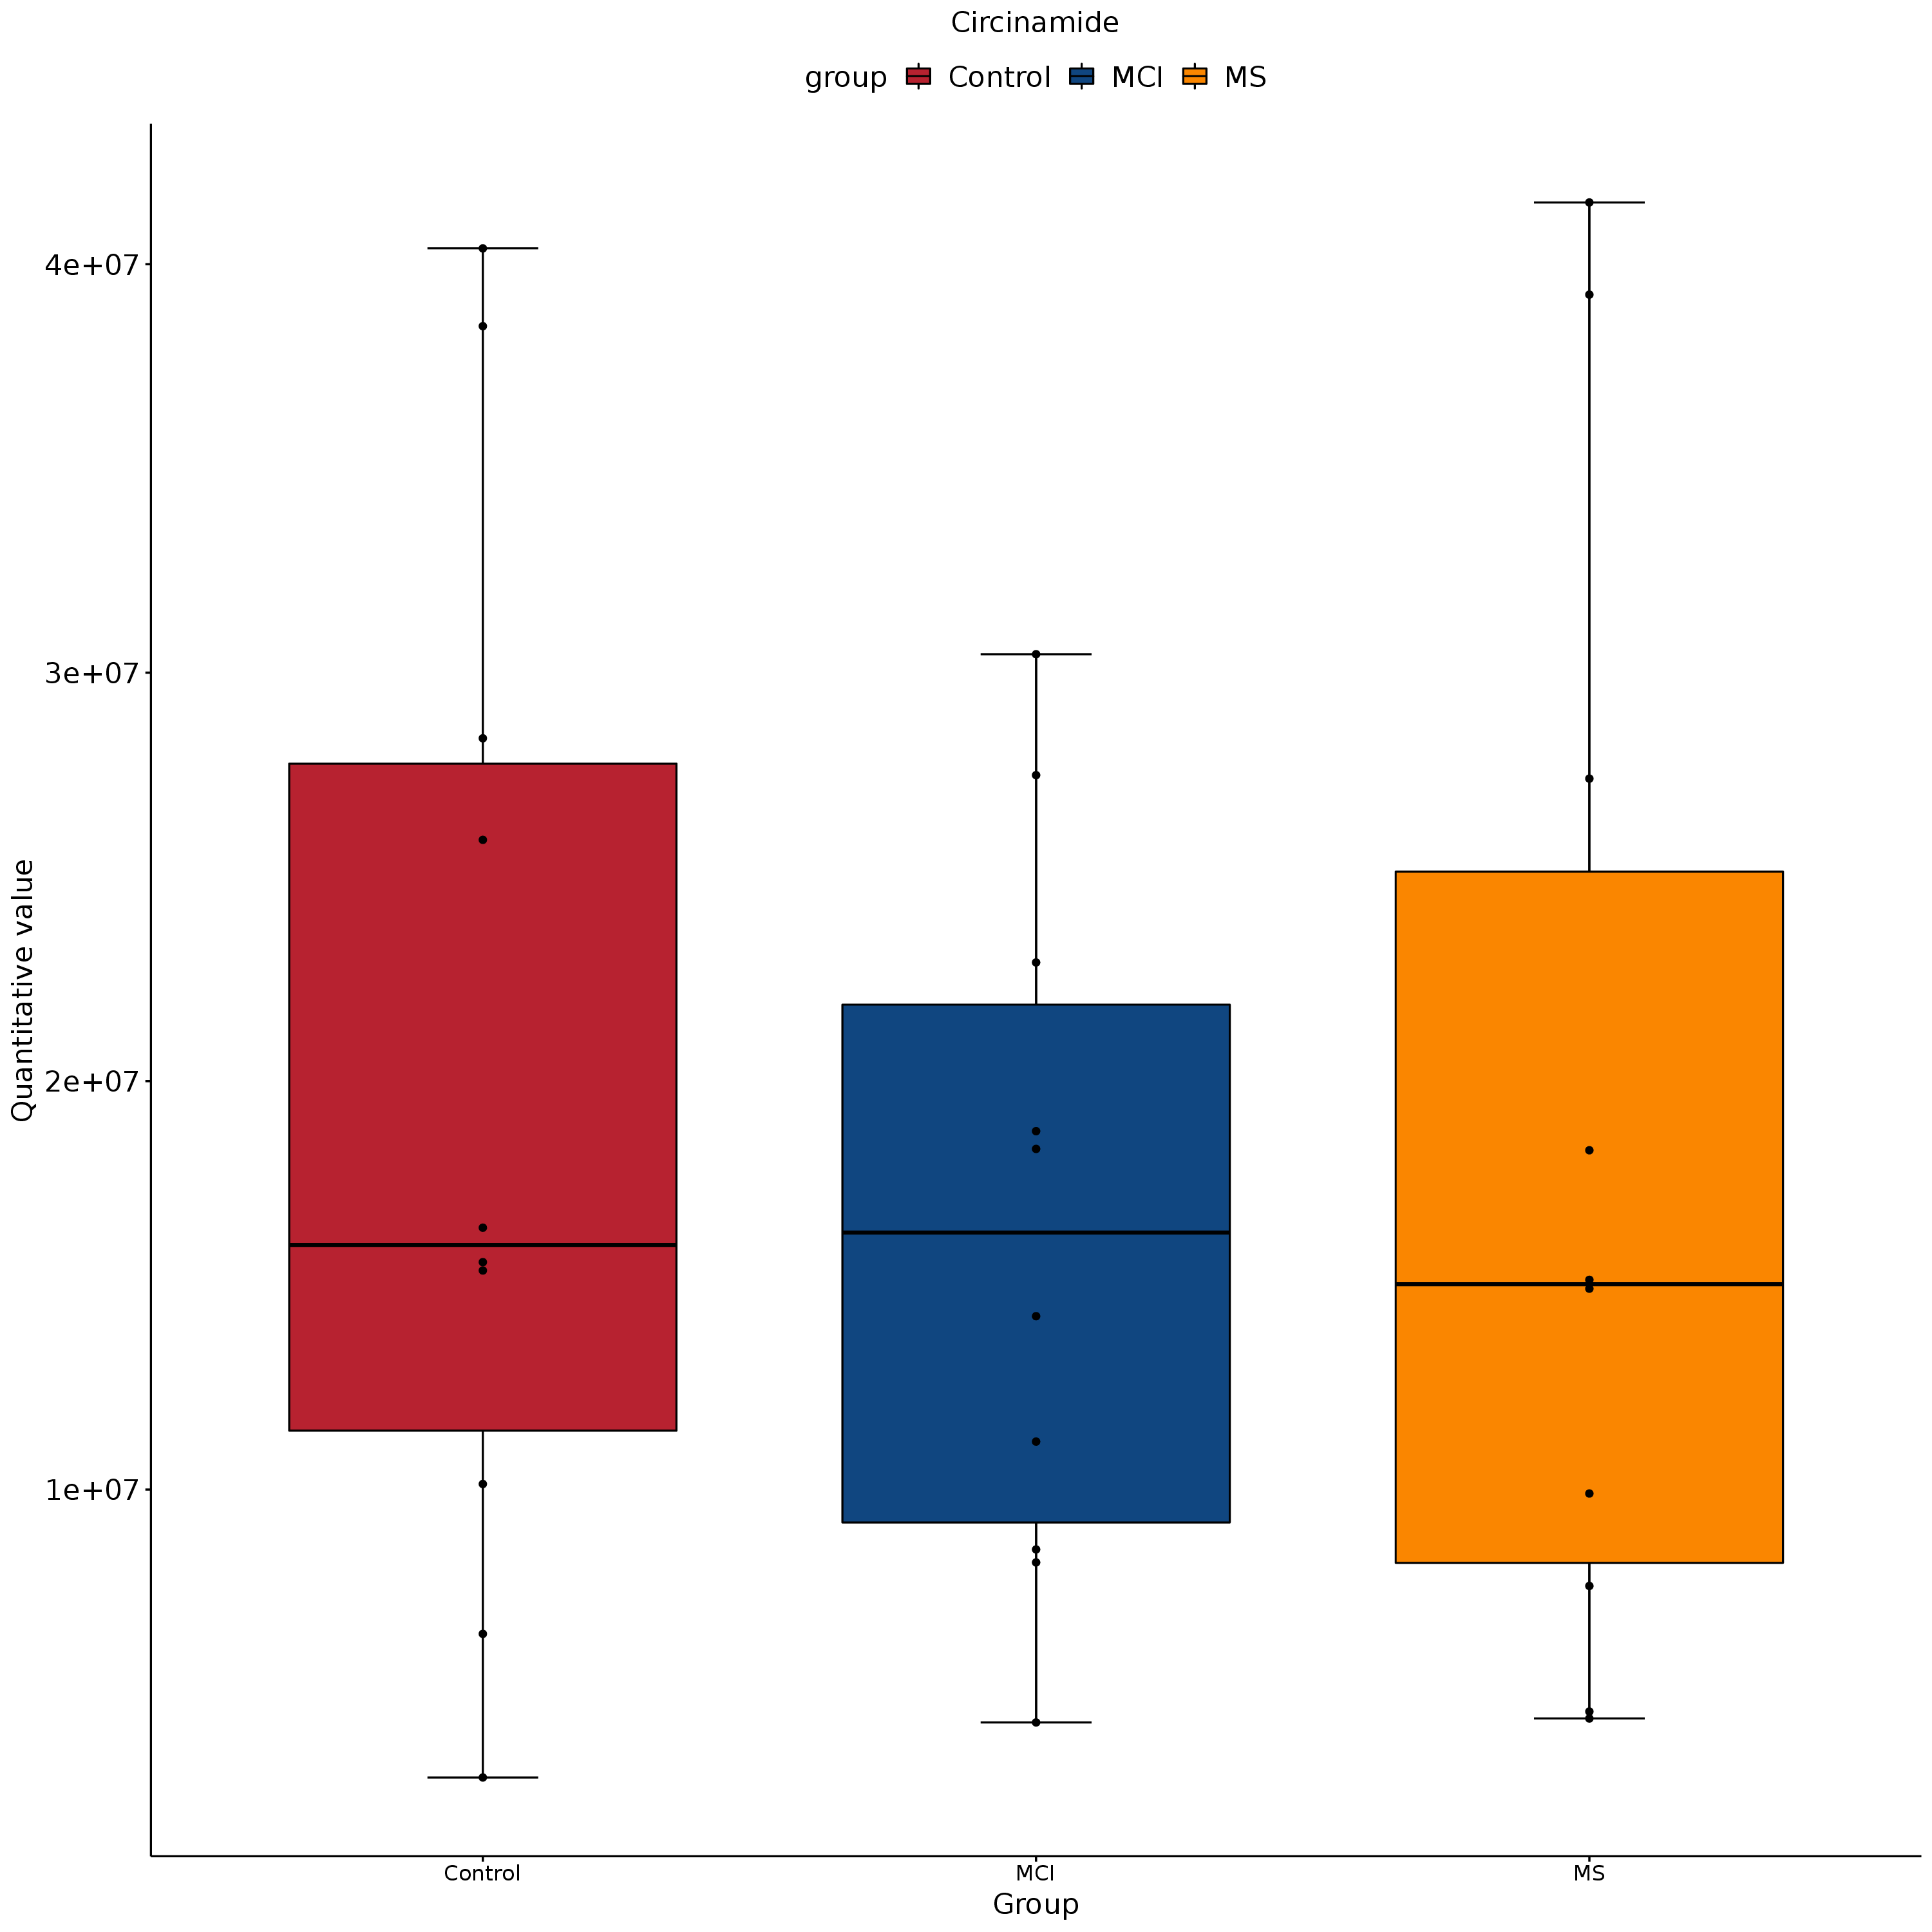 Circinamide
group Control MCI MS
Quantitative value
4e+07
3e+07
2e+07
1e+07
Control MCI MS
Group